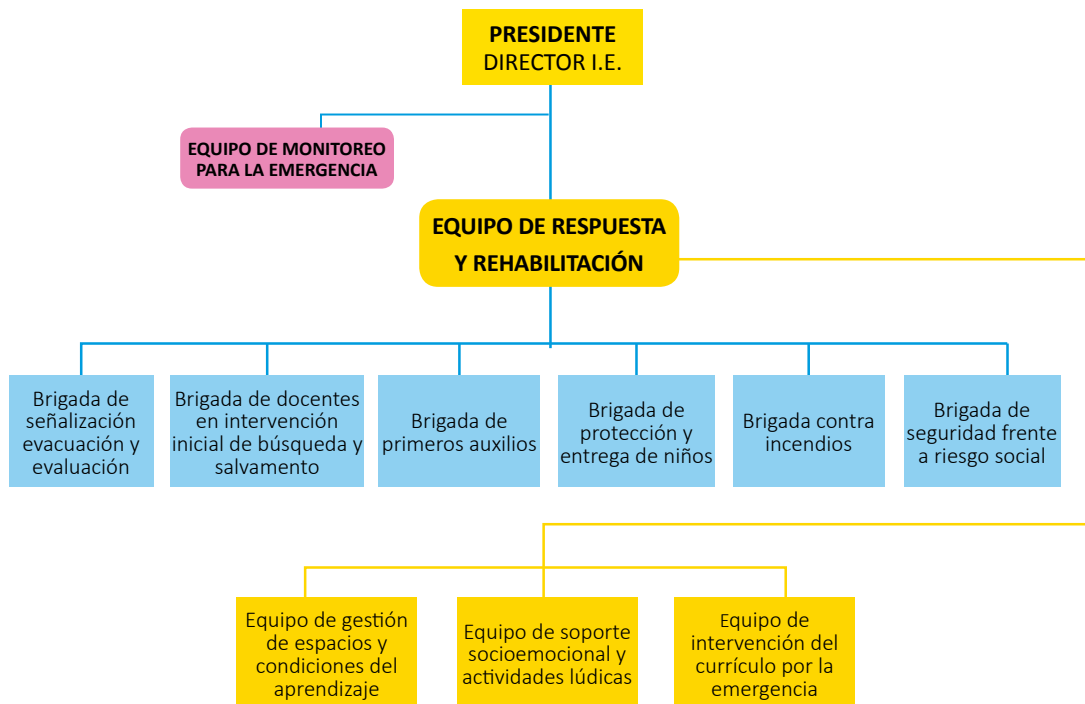 PRESIDENTE
DIRECTOR I.E.
EQUIPO DE MONITOREO
PARA LA EMERGENCIA
EQUIPO DE RESPUESTA
Y REHABILITACIÓN
Brigada de
señalización
evacuación y
evaluación
Brigada de docentes
en intervención
inicial de búsqueda y
salvamento
Brigada de
primeros auxilios
Brigada de
protección y
entrega de niños
Brigada contra
incendios
Brigada de
seguridad frente
a riesgo social
Equipo de gestión
de espacios y
condiciones del
aprendizaje
Equipo de soporte
socioemocional y
actividades lúdicas
Equipo de
intervención del
currículo por la
emergencia